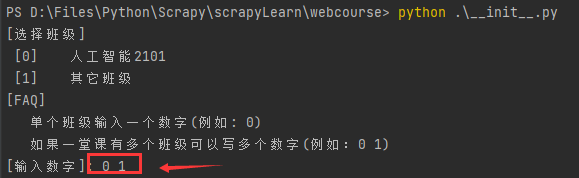 PS D:\Files\Python\Scrapy\scrapyLearn\webcourse> python .\__init__.py
[选择班级]
[0] 人工智能2101
[1] 其它班级
[FAQ]
单个班级输入一个数字(例如: 0)
如果一堂课有多个班级可以写多个数字(例如: 0 1)
[输入数字]: 0 1